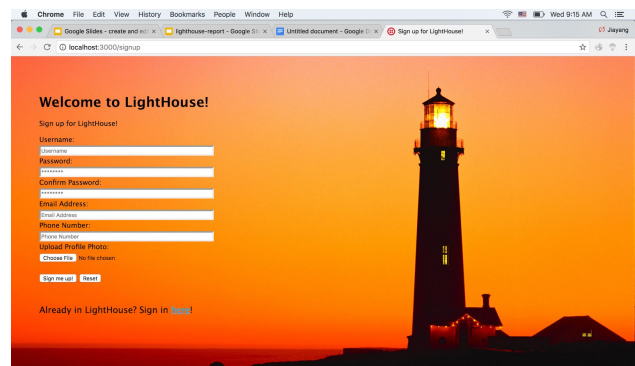 Chrome File Edit View History Bookmarks People Window Help Wed 9:15 AM
Google Slides - create and edi × lighthouse-report - Google Sli × Untitled document - Google D × Sign up for LightHouse! × Jiayang
localhost:3000/signup
Welcome to LightHouse!
Sign up for LightHouse!
Username:
Username
Password:
********
Confirm Password:
********
Email Address:
Email Address
Phone Number:
Phone Number
Upload Profile Photo:
Choose File No file chosen
Sign me up! Reset
Already in LightHouse? Sign in here!